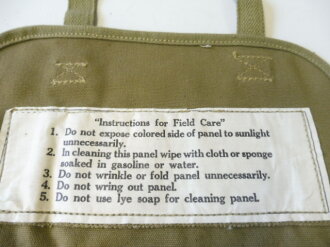 "Instructions for Field Care"
1. Do not expose colored side of panel to sunlight
unnecessarily.
2. In cleaning this panel wipe with cloth or sponge
soaked in gasoline or water.
3. Do not wrinkle or fold panel unnecessarily.
4. Do not wring out panel.
5. Do not use lye soap for cleaning panel.